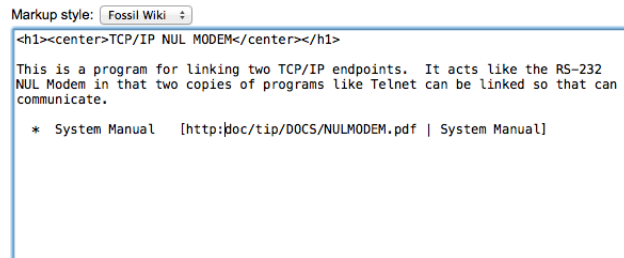 Markup style: Fossil Wiki
<h1><center>TCP/IP NUL MODEM</center></h1>
This is a program for linking two TCP/IP endpoints.  It acts like the RS-232
NUL Modem in that two copies of programs like Telnet can be linked so that can
communicate.
*  System Manual   [http:doc/tip/DOCS/NULMODEM.pdf | System Manual]